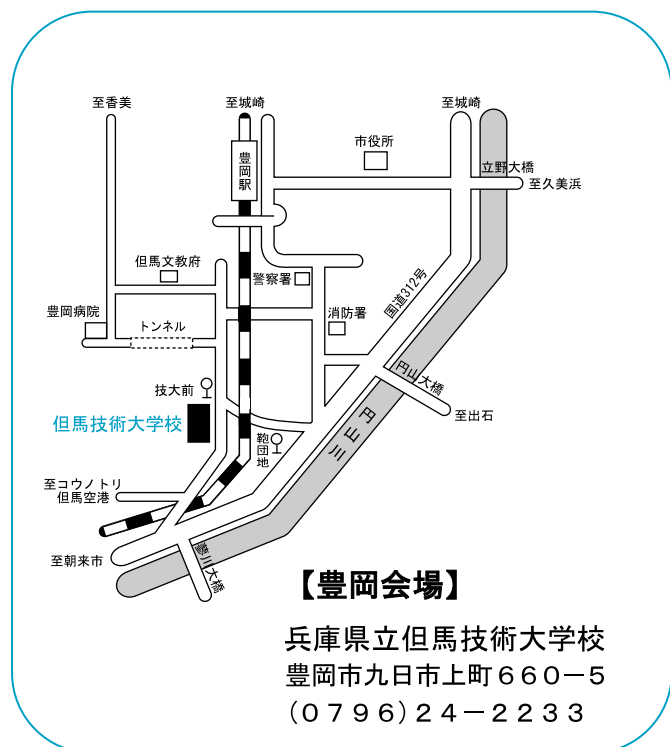 至香美
至城崎
至城崎
市役所
豊岡駅
立野大橋
至久美浜
但馬文教府
警察署
国道312号
豊岡病院
トンネル
消防署
技大前
円山大橋
但馬技術大学校
至出石
鞄団地
円山川
至コウノトリ
但馬空港
至朝来市
蓼川大橋
【豊岡会場】
兵庫県立但馬技術大学校
豊岡市九日市上町６６０－５
（０７９６）２４－２２３３